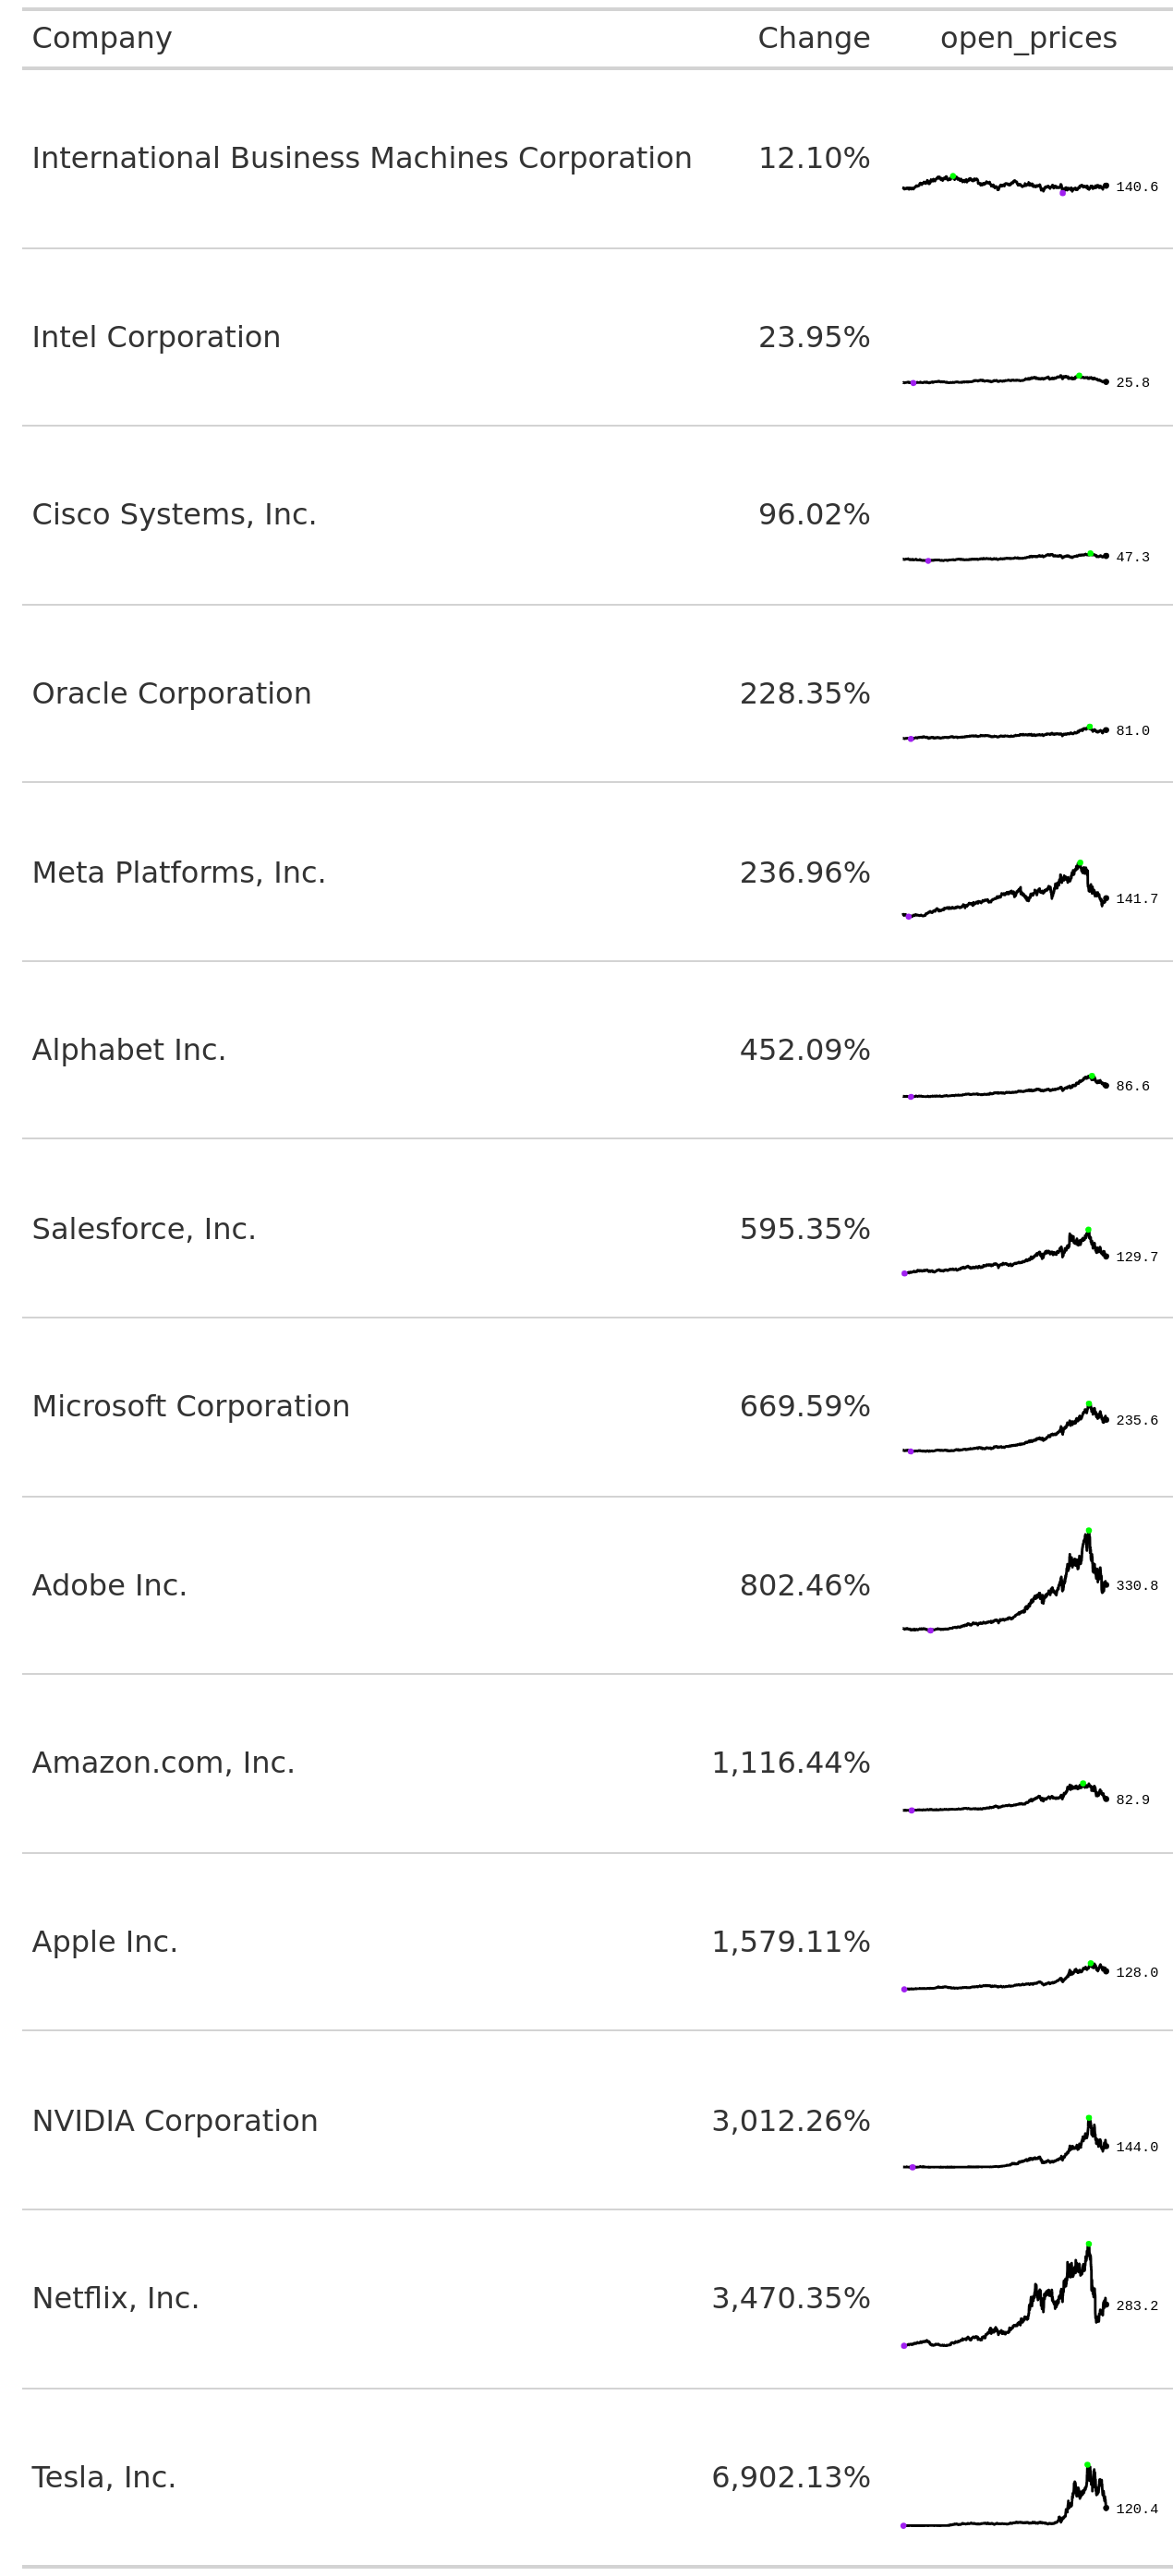 Company Change open_prices
International Business Machines Corporation 12.10% 140.6
Intel Corporation 23.95% 25.8
Cisco Systems, Inc. 96.02% 47.3
Oracle Corporation 228.35% 81.0
Meta Platforms, Inc. 236.96% 141.7
Alphabet Inc. 452.09% 86.6
Salesforce, Inc. 595.35% 129.7
Microsoft Corporation 669.59% 235.6
Adobe Inc. 802.46% 330.8
Amazon.com, Inc. 1,116.44% 82.9
Apple Inc. 1,579.11% 128.0
NVIDIA Corporation 3,012.26% 144.0
Netflix, Inc. 3,470.35% 283.2
Tesla, Inc. 6,902.13% 120.4